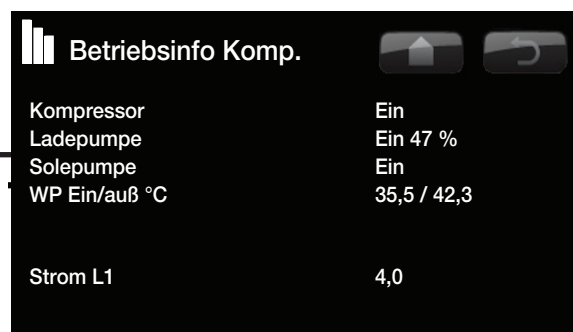 Betriebsinfo Komp.
Kompressor Ein
Ladepumpe Ein 47 %
Solepumpe Ein
WP Ein/auß °C 35,5 / 42,3
Strom L1 4,0